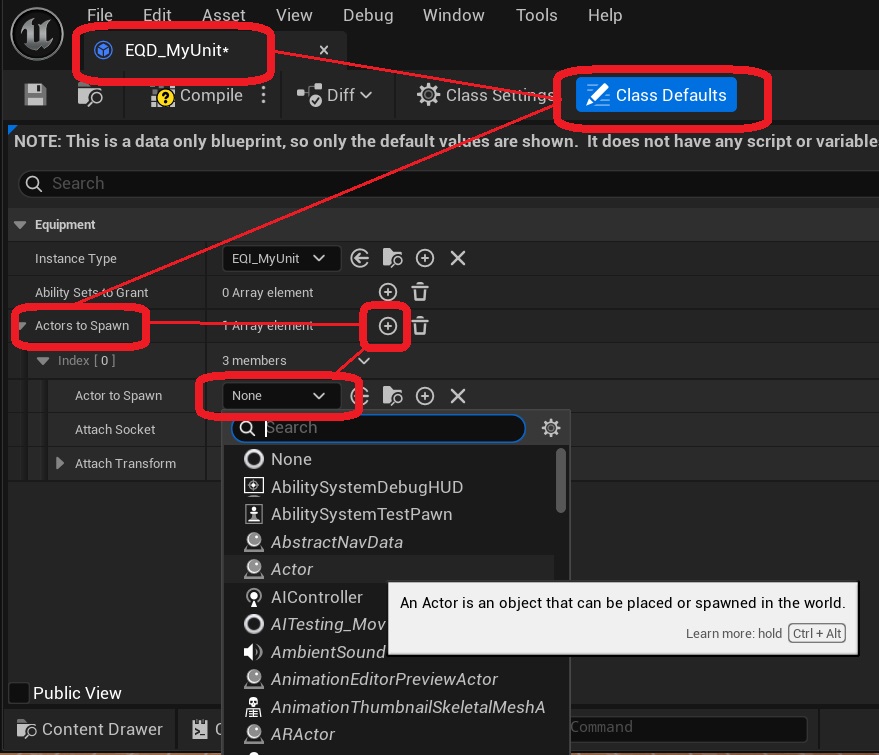 File Edit Asset View Debug Window Tools Help
EQD_MyUnit*
Compile Diff Class Settings Class Defaults
NOTE: This is a data only blueprint, so only the default values are shown. It does not have any script or variable
Search
Equipment
Instance Type EQI_MyUnit
Ability Sets to Grant 0 Array element
Actors to Spawn 1 Array element
Index [ 0 ] 3 members
Actor to Spawn None
Attach Socket Search
Attach Transform
None
AbilitySystemDebugHUD
AbilitySystemTestPawn
AbstractNavData
Actor
AIController
An Actor is an object that can be placed or spawned in the world.
AITesting_Mov
Learn more: hold Ctrl + Alt
AmbientSound
AnimationEditorPreviewActor
Public View
AnimationThumbnailSkeletalMeshA
Content Drawer Command
ARActor